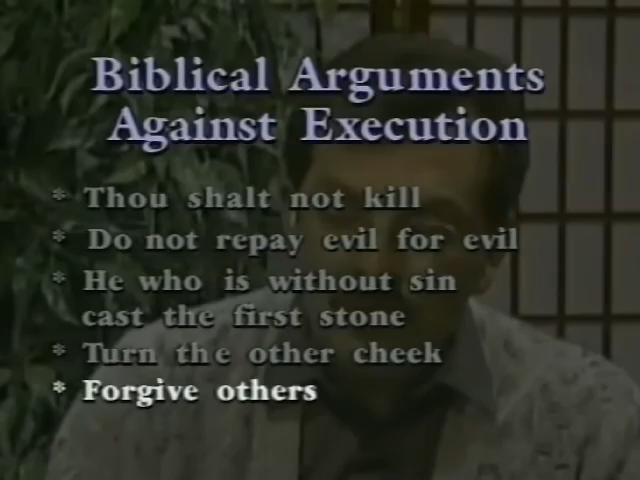 Biblical Arguments
Against Execution
* Thou shalt not kill
* Do not repay evil for evil
* He who is without sin
cast the first stone
* Turn the other cheek
* Forgive others